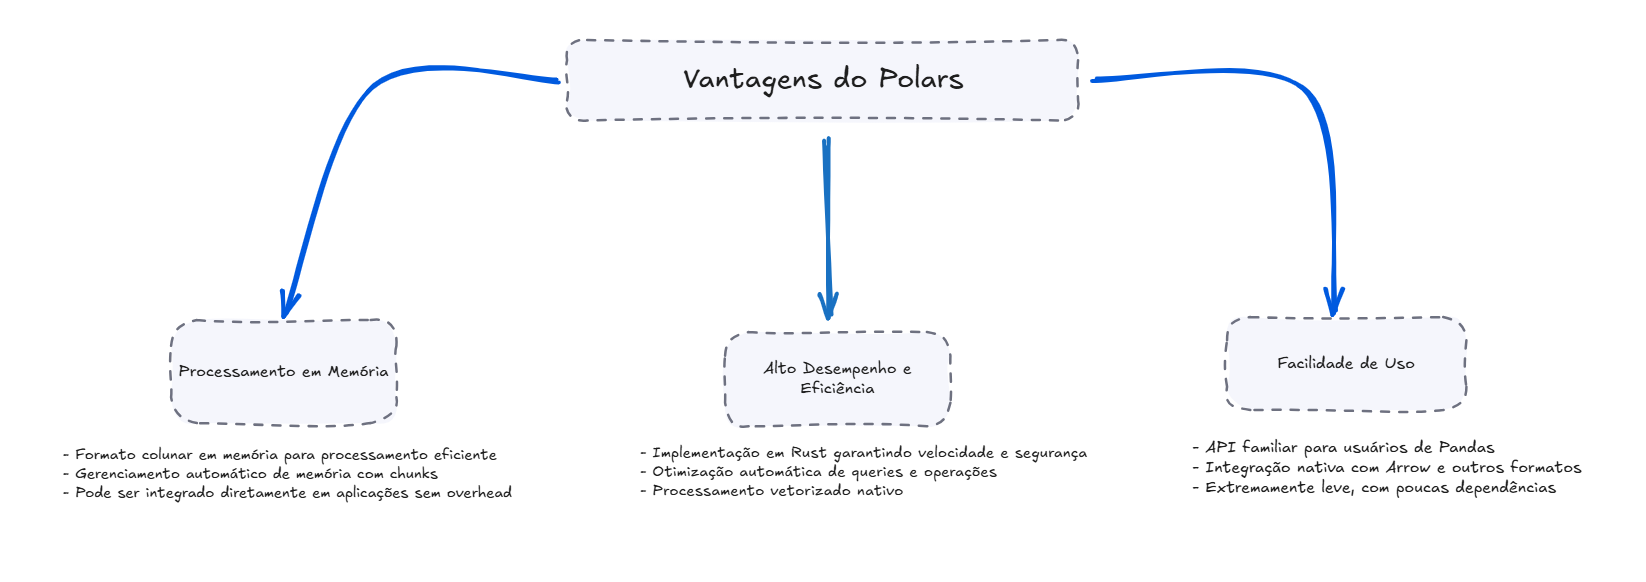 Vantagens do Polars
Processamento em Memória
- Formato colunar em memória para processamento eficiente
- Gerenciamento automático de memória com chunks
- Pode ser integrado diretamente em aplicações sem overhead
Alto Desempenho e
Eficiência
- Implementação em Rust garantindo velocidade e segurança
- Otimização automática de queries e operações
- Processamento vetorizado nativo
Facilidade de Uso
- API familiar para usuários de Pandas
- Integração nativa com Arrow e outros formatos
- Extremamente leve, com poucas dependências